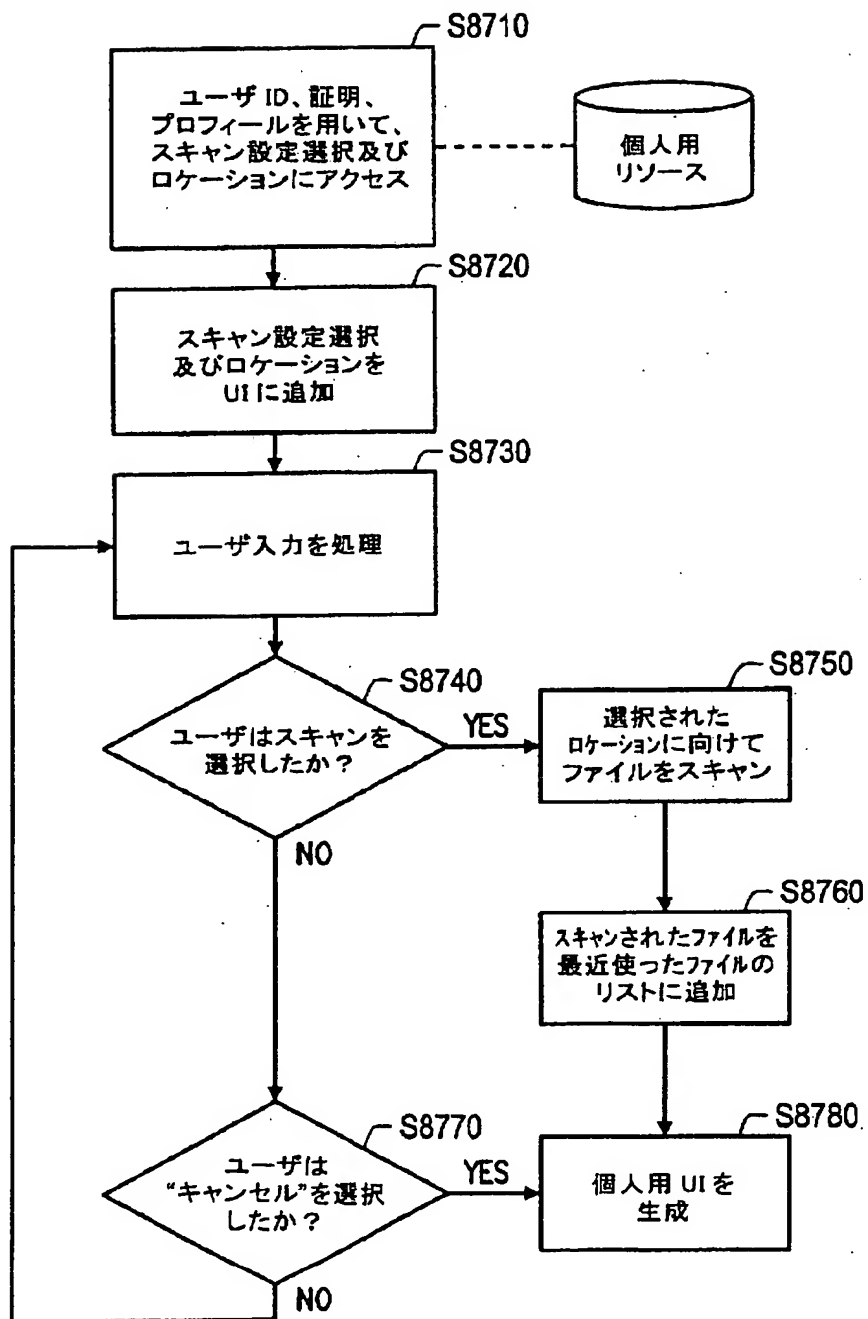 S8710
ユーザ ID、証明、
プロフィールを用いて、
スキャン設定選択及び
ロケーションにアクセス
個人用
リソース
S8720
スキャン設定選択
及びロケーションを
UIに追加
S8730
ユーザ入力を処理
S8740
ユーザはスキャンを
選択したか？
YES
NO
S8750
選択された
ロケーションに向けて
ファイルをスキャン
S8760
スキャンされたファイルを
最近使ったファイルの
リストに追加
S8770
ユーザは
“キャンセル”を選択
したか？
YES
NO
S8780
個人用 UI を
生成